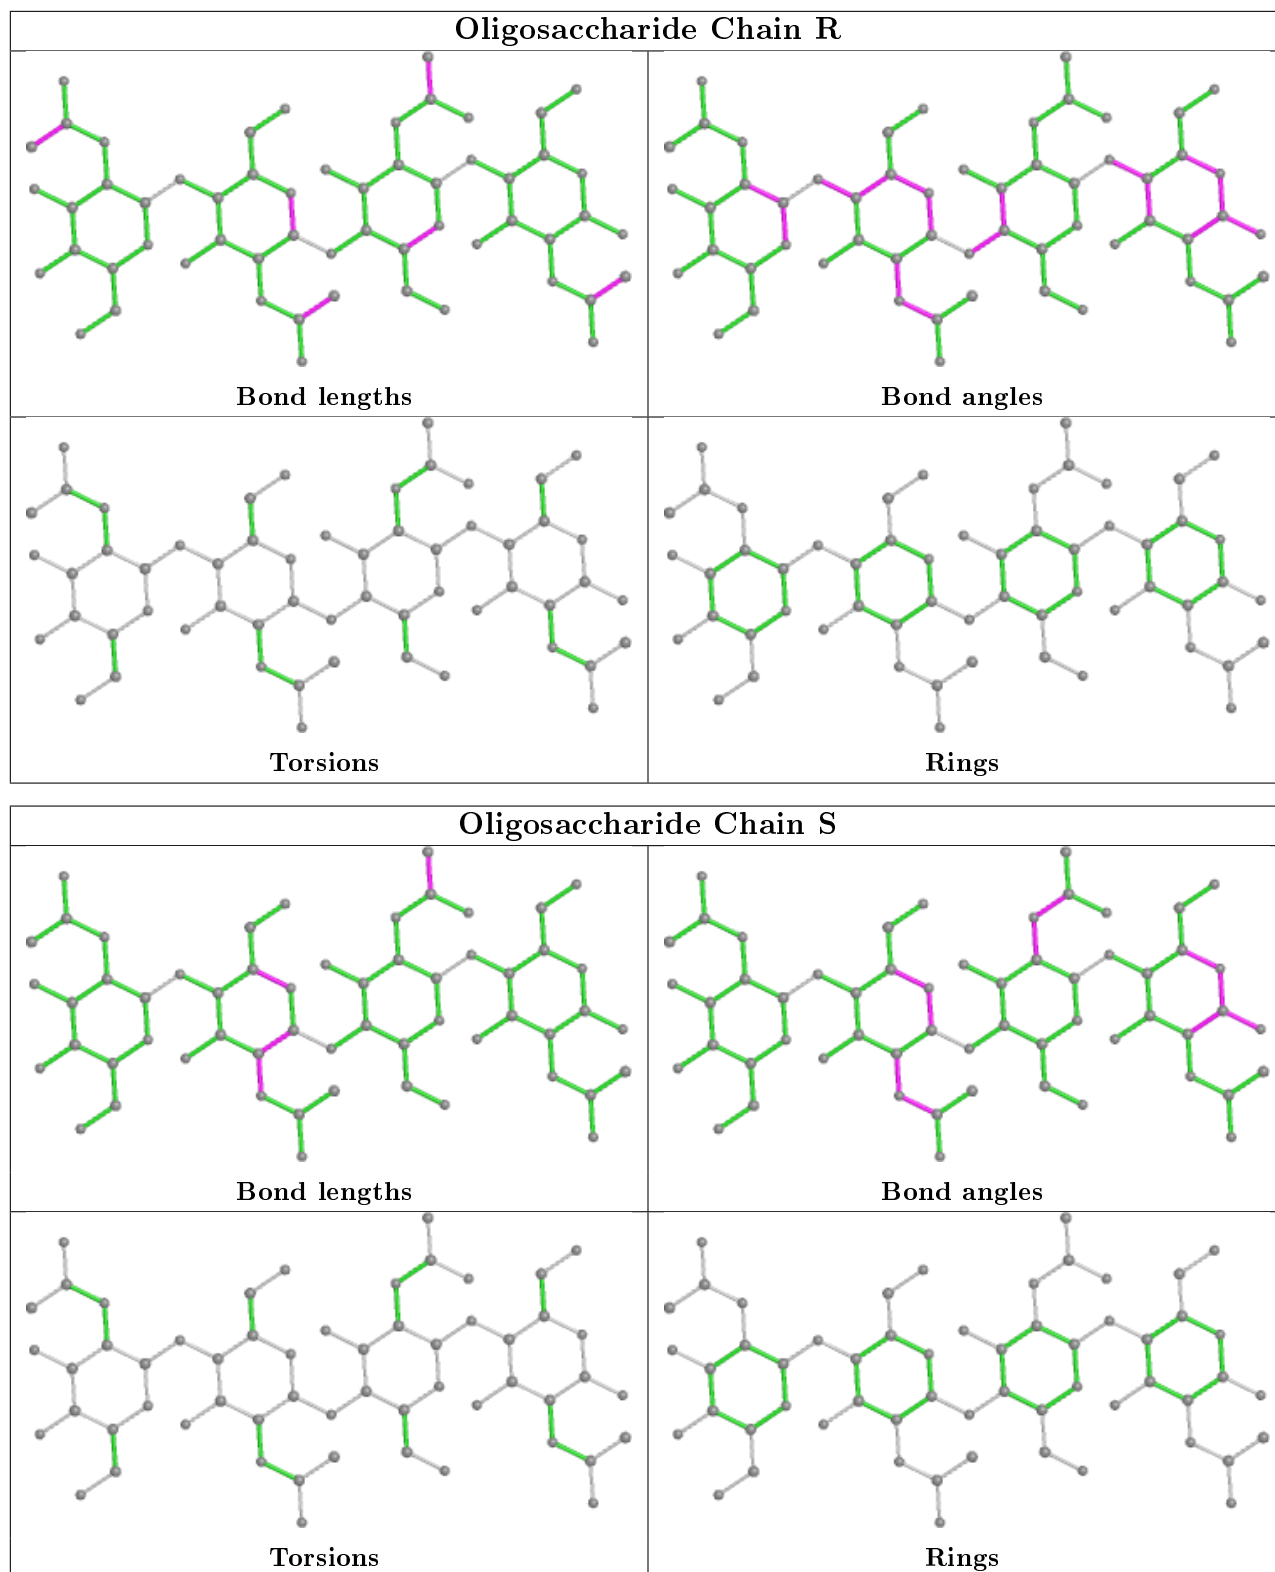 Oligosaccharide Chain R
Bond lengths
Bond angles
Torsions
Rings
Oligosaccharide Chain S
Bond lengths
Bond angles
Torsions
Rings